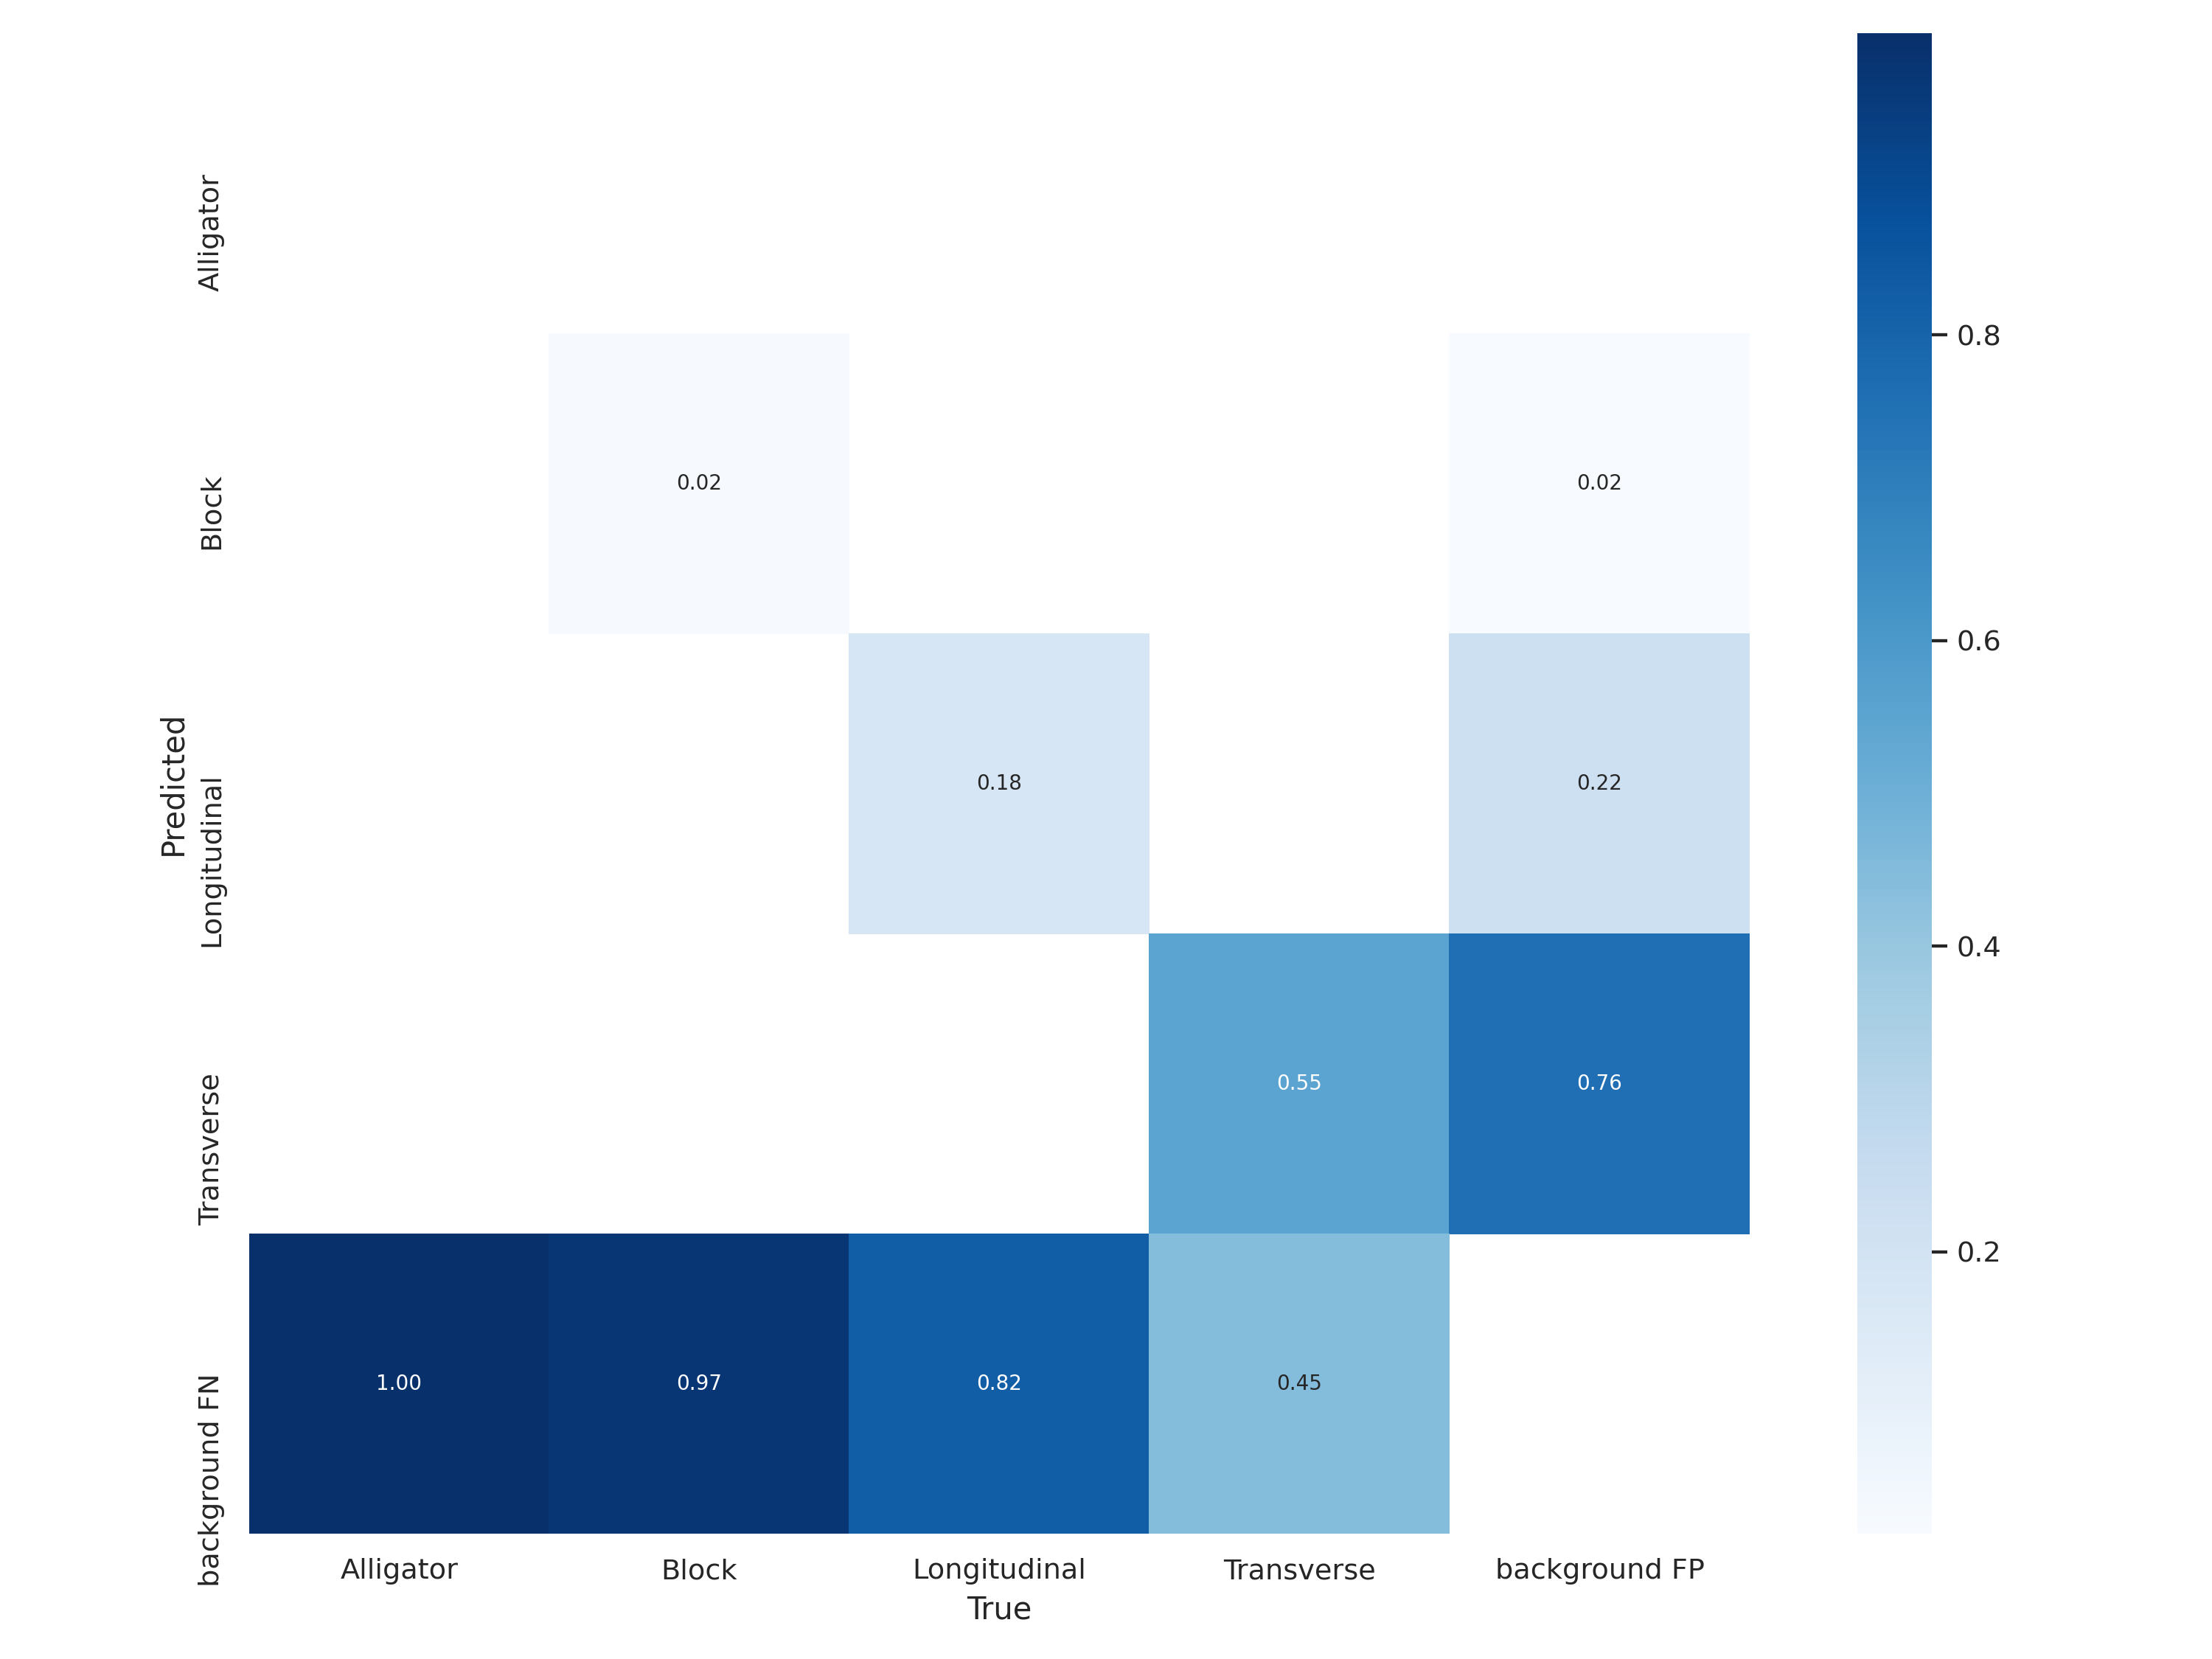 Predicted
Alligator
Block
Longitudinal
Transverse
background FN
0.02 0.02
0.18 0.22
0.55 0.76
1.00 0.97 0.82 0.45
Alligator Block Longitudinal Transverse background FP
True
0.8
0.6
0.4
0.2